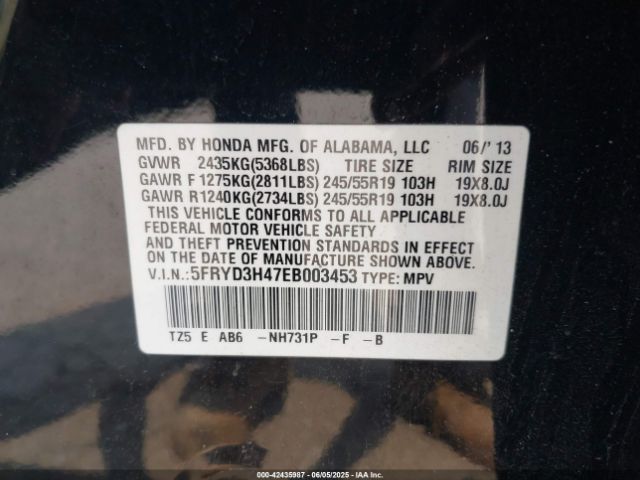 MFD. BY HONDA MFG. OF ALABAMA, LLC 06/'13
GVWR 2435KG(5368LBS) TIRE SIZE RIM SIZE
GAWR F 1275KG(2811LBS) 245/55R19 103H 19X8.0J
GAWR R1240KG(2734LBS) 245/55R19 103H 19X8.0J
THIS VEHICLE CONFORMS TO ALL APPLICABLE
FEDERAL MOTOR VEHICLE SAFETY
AND THEFT PREVENTION STANDARDS IN EFFECT
ON THE DATE OF MANUFACTURE SHOWN ABOVE.
V.I.N.:5FRYD3H47EB003453 TYPE: MPV
TZ5 E AB6 -NH731P -F -B
000-42435987 - 06/05/2025 - IAA Inc.